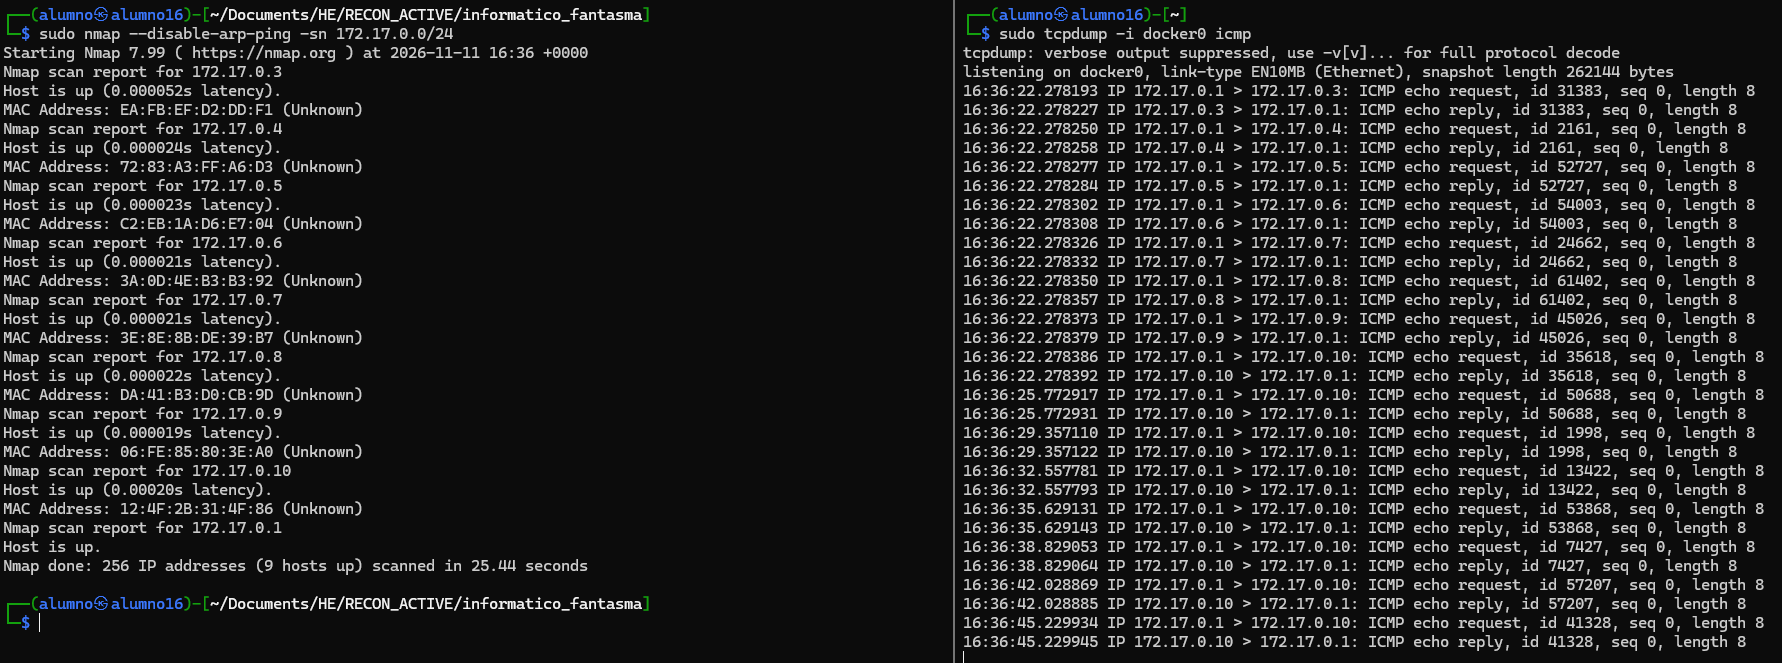 ┌──(alumno㉿alumno16)-[~/Documents/HE/RECON_ACTIVE/informatico_fantasma]
└─$ sudo nmap --disable-arp-ping -sn 172.17.0.0/24
Starting Nmap 7.99 ( https://nmap.org ) at 2026-11-11 16:36 +0000
Nmap scan report for 172.17.0.3
Host is up (0.000052s latency).
MAC Address: EA:FB:EF:D2:DD:F1 (Unknown)
Nmap scan report for 172.17.0.4
Host is up (0.000024s latency).
MAC Address: 72:83:A3:FF:A6:D3 (Unknown)
Nmap scan report for 172.17.0.5
Host is up (0.000023s latency).
MAC Address: C2:EB:1A:D6:E7:04 (Unknown)
Nmap scan report for 172.17.0.6
Host is up (0.000021s latency).
MAC Address: 3A:0D:4E:B3:B3:92 (Unknown)
Nmap scan report for 172.17.0.7
Host is up (0.000021s latency).
MAC Address: 3E:8E:8B:DE:39:B7 (Unknown)
Nmap scan report for 172.17.0.8
Host is up (0.000022s latency).
MAC Address: DA:41:B3:D0:CB:9D (Unknown)
Nmap scan report for 172.17.0.9
Host is up (0.000019s latency).
MAC Address: 06:FE:85:80:3E:A0 (Unknown)
Nmap scan report for 172.17.0.10
Host is up (0.00020s latency).
MAC Address: 12:4F:2B:31:4F:86 (Unknown)
Nmap scan report for 172.17.0.1
Host is up.
Nmap done: 256 IP addresses (9 hosts up) scanned in 25.44 seconds
┌──(alumno㉿alumno16)-[~/Documents/HE/RECON_ACTIVE/informatico_fantasma]
└─$
┌──(alumno㉿alumno16)-[~]
└─$ sudo tcpdump -i docker0 icmp
tcpdump: verbose output suppressed, use -v[v]... for full protocol decode
listening on docker0, link-type EN10MB (Ethernet), snapshot length 262144 bytes
16:36:22.278193 IP 172.17.0.1 > 172.17.0.3: ICMP echo request, id 31383, seq 0, length 8
16:36:22.278227 IP 172.17.0.3 > 172.17.0.1: ICMP echo reply, id 31383, seq 0, length 8
16:36:22.278250 IP 172.17.0.1 > 172.17.0.4: ICMP echo request, id 2161, seq 0, length 8
16:36:22.278258 IP 172.17.0.4 > 172.17.0.1: ICMP echo reply, id 2161, seq 0, length 8
16:36:22.278277 IP 172.17.0.1 > 172.17.0.5: ICMP echo request, id 52727, seq 0, length 8
16:36:22.278284 IP 172.17.0.5 > 172.17.0.1: ICMP echo reply, id 52727, seq 0, length 8
16:36:22.278302 IP 172.17.0.1 > 172.17.0.6: ICMP echo request, id 54003, seq 0, length 8
16:36:22.278308 IP 172.17.0.6 > 172.17.0.1: ICMP echo reply, id 54003, seq 0, length 8
16:36:22.278326 IP 172.17.0.1 > 172.17.0.7: ICMP echo request, id 24662, seq 0, length 8
16:36:22.278332 IP 172.17.0.7 > 172.17.0.1: ICMP echo reply, id 24662, seq 0, length 8
16:36:22.278350 IP 172.17.0.1 > 172.17.0.8: ICMP echo request, id 61402, seq 0, length 8
16:36:22.278357 IP 172.17.0.8 > 172.17.0.1: ICMP echo reply, id 61402, seq 0, length 8
16:36:22.278373 IP 172.17.0.1 > 172.17.0.9: ICMP echo request, id 45026, seq 0, length 8
16:36:22.278379 IP 172.17.0.9 > 172.17.0.1: ICMP echo reply, id 45026, seq 0, length 8
16:36:22.278386 IP 172.17.0.1 > 172.17.0.10: ICMP echo request, id 35618, seq 0, length 8
16:36:22.278392 IP 172.17.0.10 > 172.17.0.1: ICMP echo reply, id 35618, seq 0, length 8
16:36:25.772917 IP 172.17.0.1 > 172.17.0.10: ICMP echo request, id 50688, seq 0, length 8
16:36:25.772931 IP 172.17.0.10 > 172.17.0.1: ICMP echo reply, id 50688, seq 0, length 8
16:36:29.357110 IP 172.17.0.1 > 172.17.0.10: ICMP echo request, id 1998, seq 0, length 8
16:36:29.357122 IP 172.17.0.10 > 172.17.0.1: ICMP echo reply, id 1998, seq 0, length 8
16:36:32.557781 IP 172.17.0.1 > 172.17.0.10: ICMP echo request, id 13422, seq 0, length 8
16:36:32.557793 IP 172.17.0.10 > 172.17.0.1: ICMP echo reply, id 13422, seq 0, length 8
16:36:35.629131 IP 172.17.0.1 > 172.17.0.10: ICMP echo request, id 53868, seq 0, length 8
16:36:35.629143 IP 172.17.0.10 > 172.17.0.1: ICMP echo reply, id 53868, seq 0, length 8
16:36:38.829053 IP 172.17.0.1 > 172.17.0.10: ICMP echo request, id 7427, seq 0, length 8
16:36:38.829064 IP 172.17.0.10 > 172.17.0.1: ICMP echo reply, id 7427, seq 0, length 8
16:36:42.028869 IP 172.17.0.1 > 172.17.0.10: ICMP echo request, id 57207, seq 0, length 8
16:36:42.028885 IP 172.17.0.10 > 172.17.0.1: ICMP echo reply, id 57207, seq 0, length 8
16:36:45.229934 IP 172.17.0.1 > 172.17.0.10: ICMP echo request, id 41328, seq 0, length 8
16:36:45.229945 IP 172.17.0.10 > 172.17.0.1: ICMP echo reply, id 41328, seq 0, length 8